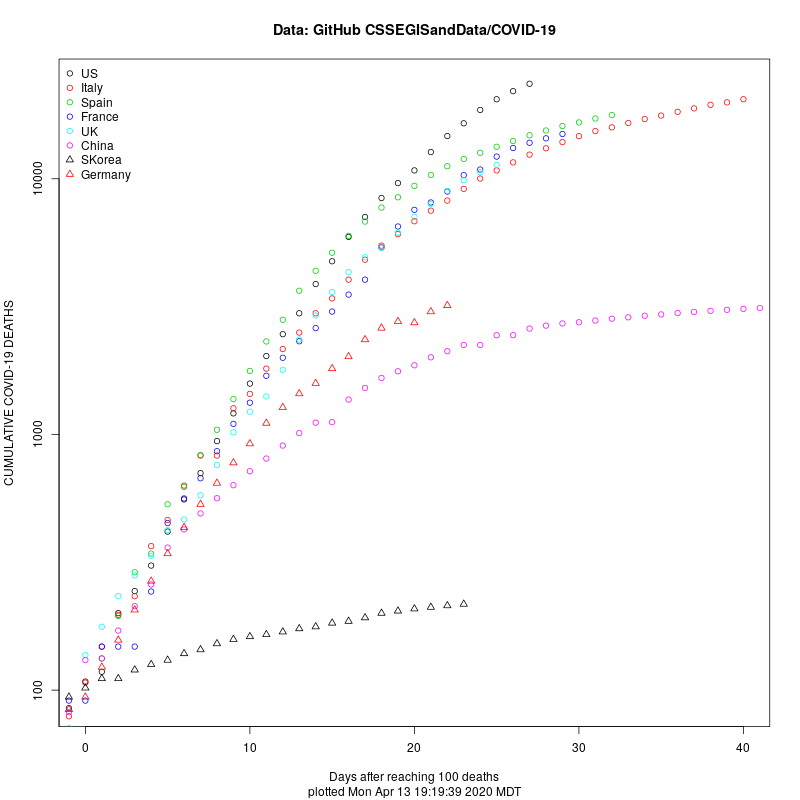 Data: GitHub CSSEGISandData/COVID-19
US
Italy
Spain
France
UK
China
SKorea
Germany
CUMULATIVE COVID-19 DEATHS
10000
1000
100
0 10 20 30 40
Days after reaching 100 deaths
plotted Mon Apr 13 19:19:39 2020 MDT